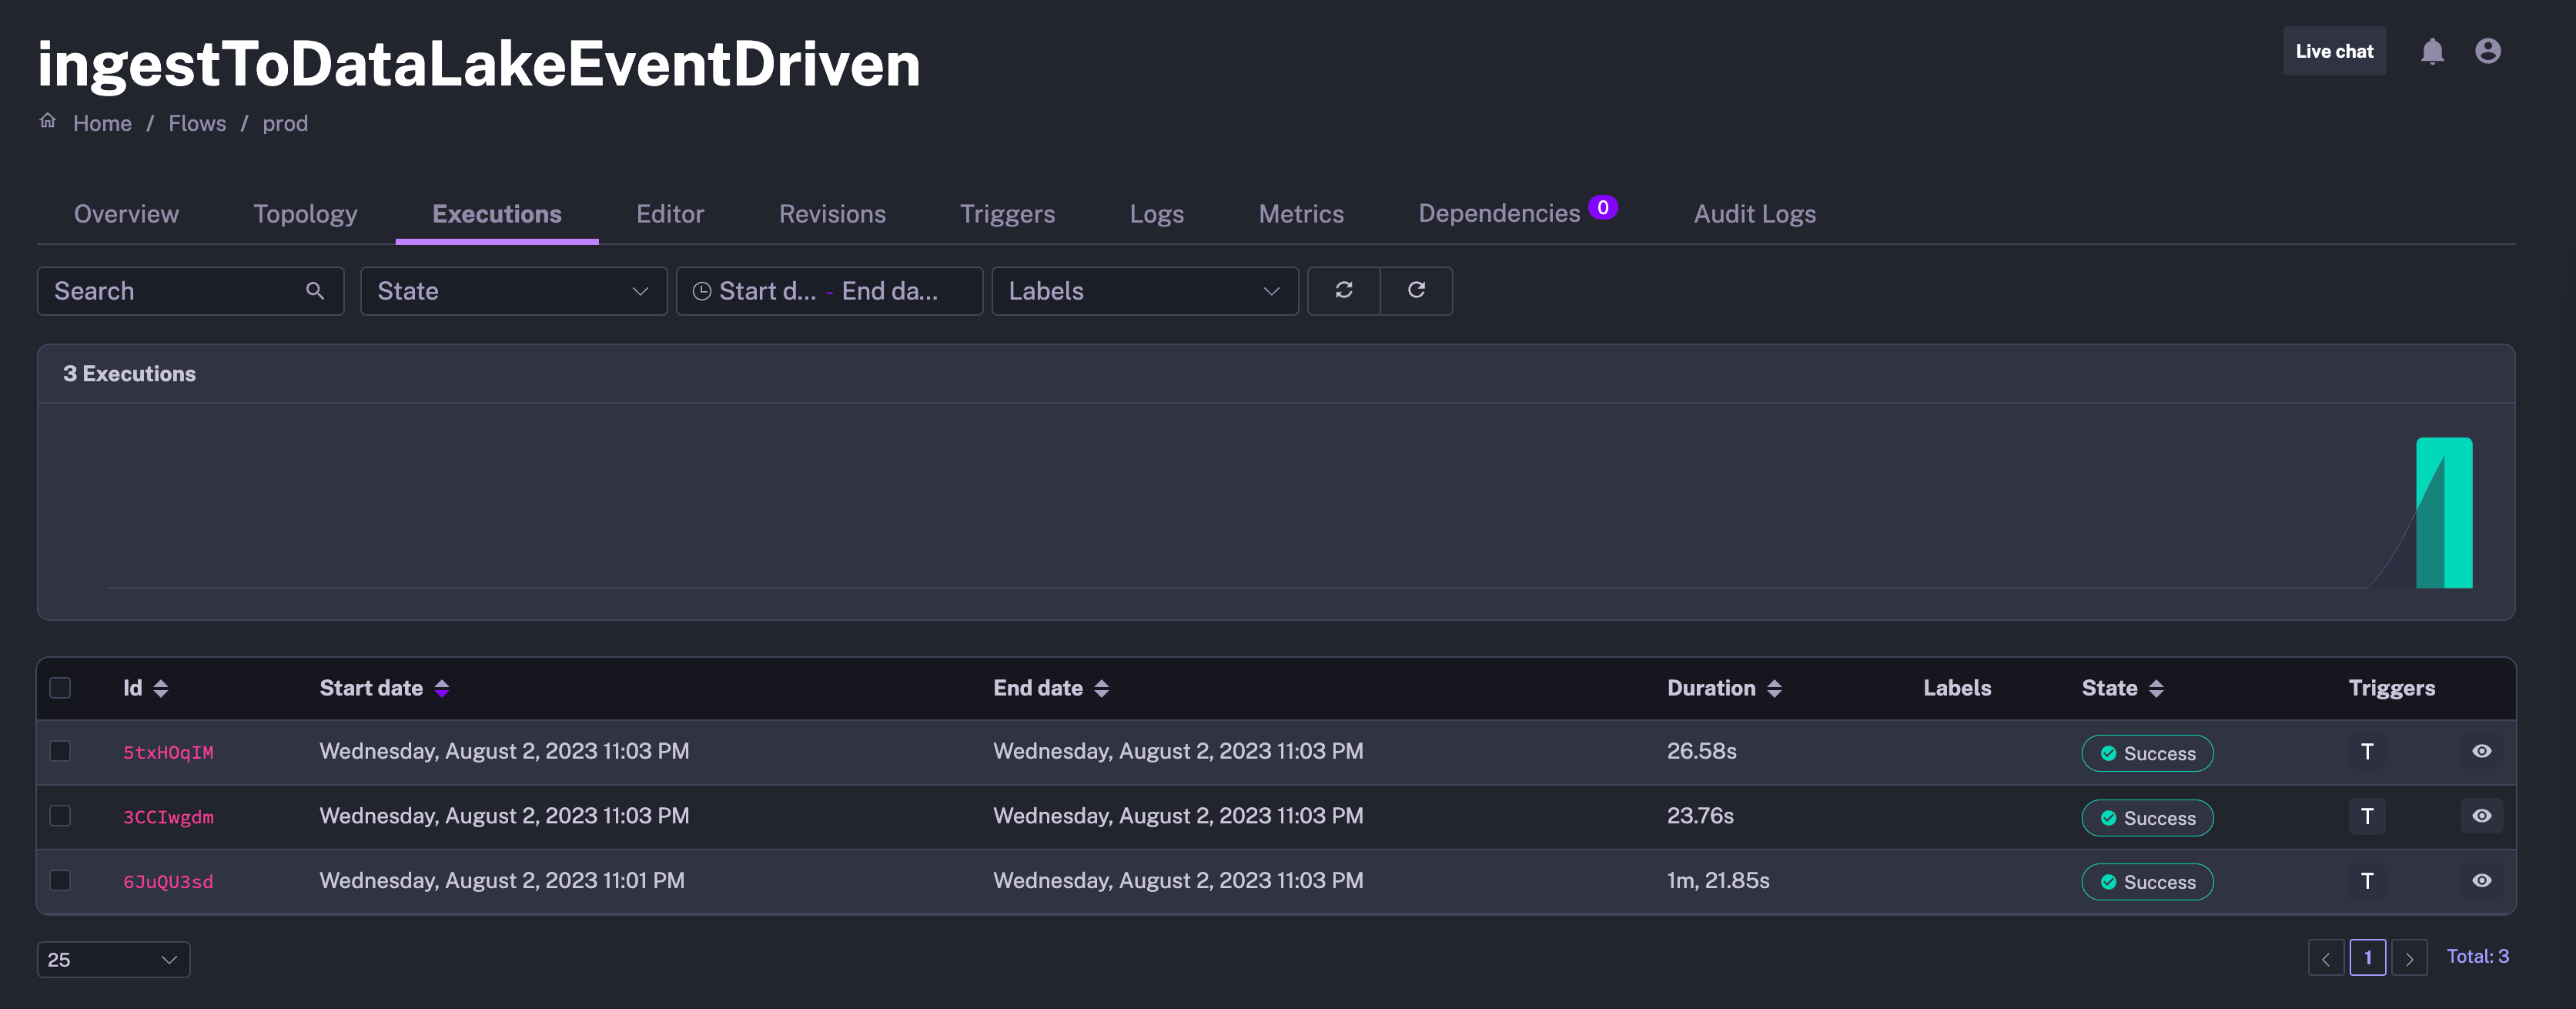 ingestToDataLakeEventDriven
Live chat
Home / Flows / prod
Overview Topology Executions Editor Revisions Triggers Logs Metrics Dependencies 0 Audit Logs
Search State Start d... - End da... Labels
3 Executions
Id Start date End date Duration Labels State Triggers
5txHOqIM Wednesday, August 2, 2023 11:03 PM Wednesday, August 2, 2023 11:03 PM 26.58s Success T
3CCIwgdm Wednesday, August 2, 2023 11:03 PM Wednesday, August 2, 2023 11:03 PM 23.76s Success T
6JuQU3sd Wednesday, August 2, 2023 11:01 PM Wednesday, August 2, 2023 11:03 PM 1m, 21.85s Success T
25 1 Total: 3